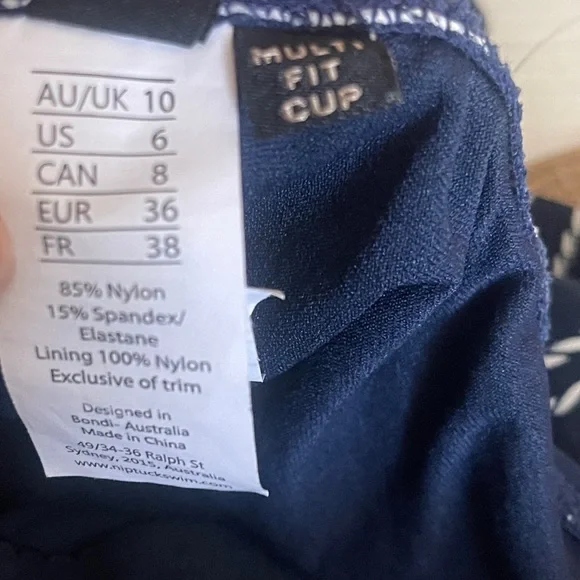 MULTI
FIT
CUP
AU/UK 10
US 6
CAN 8
EUR 36
FR 38
85% Nylon
15% Spandex/
Elastane
Lining 100% Nylon
Exclusive of trim
Designed in
Bondi- Australia
Made in China
49/34-36 Ralph St
Sydney, 2015, Australia
www.niptuckswim.com